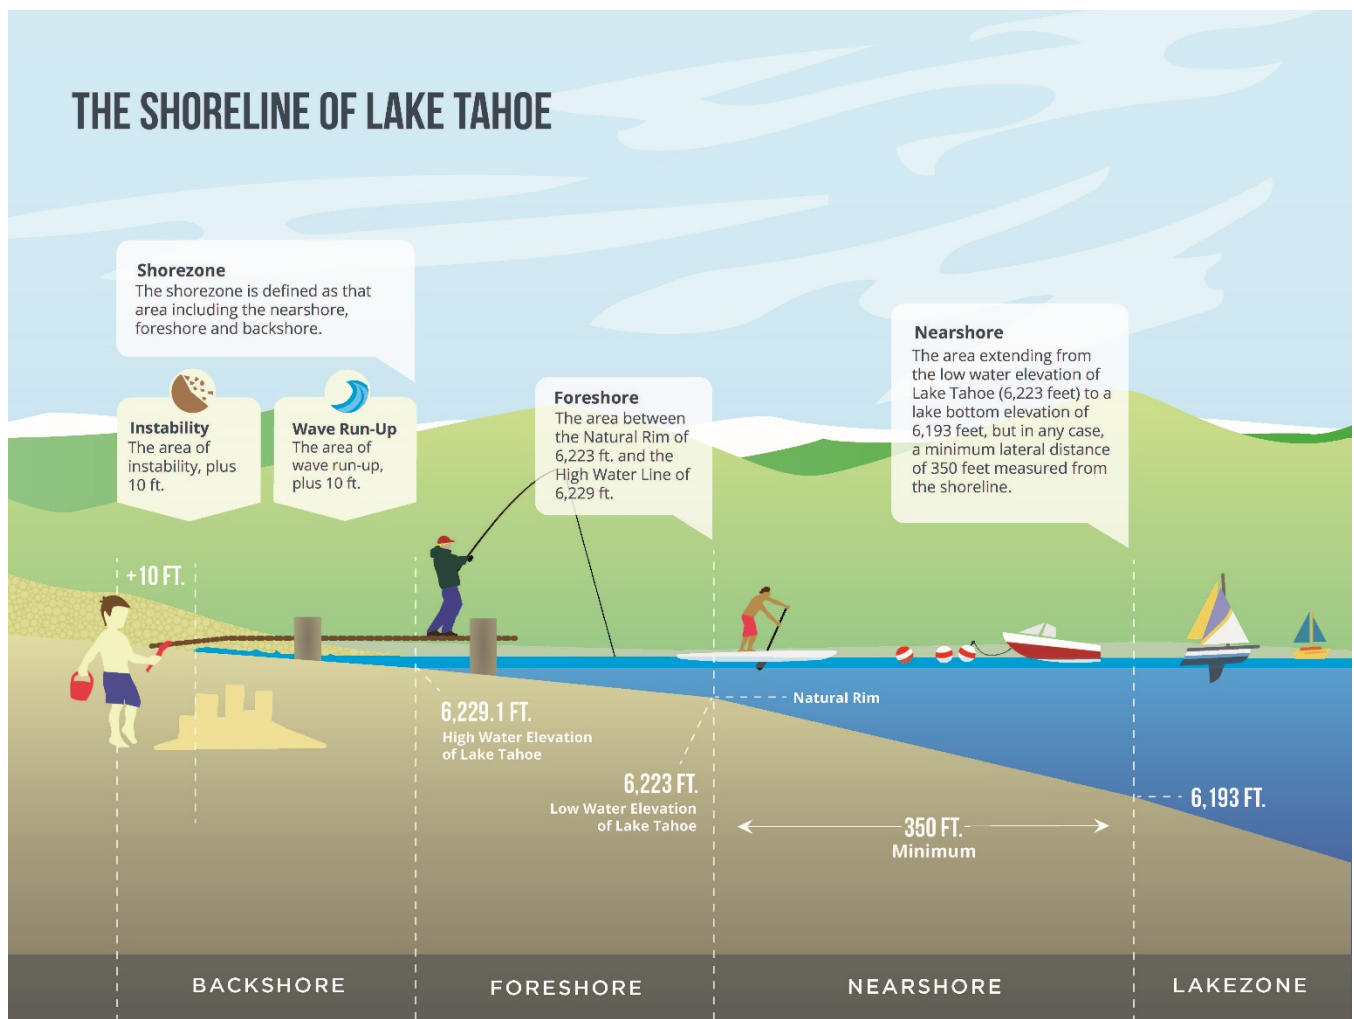 THE SHORELINE OF LAKE TAHOE
Shorezone
The shorezone is defined as that
area including the nearshore,
foreshore and backshore.
Instability
The area of
instability, plus
10 ft.
Wave Run-Up
The area of
wave run-up,
plus 10 ft.
Foreshore
The area between
the Natural Rim of
6,223 ft. and the
High Water Line of
6,229 ft.
Nearshore
The area extending from
the low water elevation of
Lake Tahoe (6,223 feet) to a
lake bottom elevation of
6,193 feet, but in any case,
a minimum lateral distance
of 350 feet measured from
the shoreline.
+10 FT.
6,229.1 FT.
High Water Elevation
of Lake Tahoe
Natural Rim
6,223 FT.
Low Water Elevation
of Lake Tahoe
350 FT.
Minimum
6,193 FT.
BACKSHORE
FORESHORE
NEARSHORE
LAKEZONE